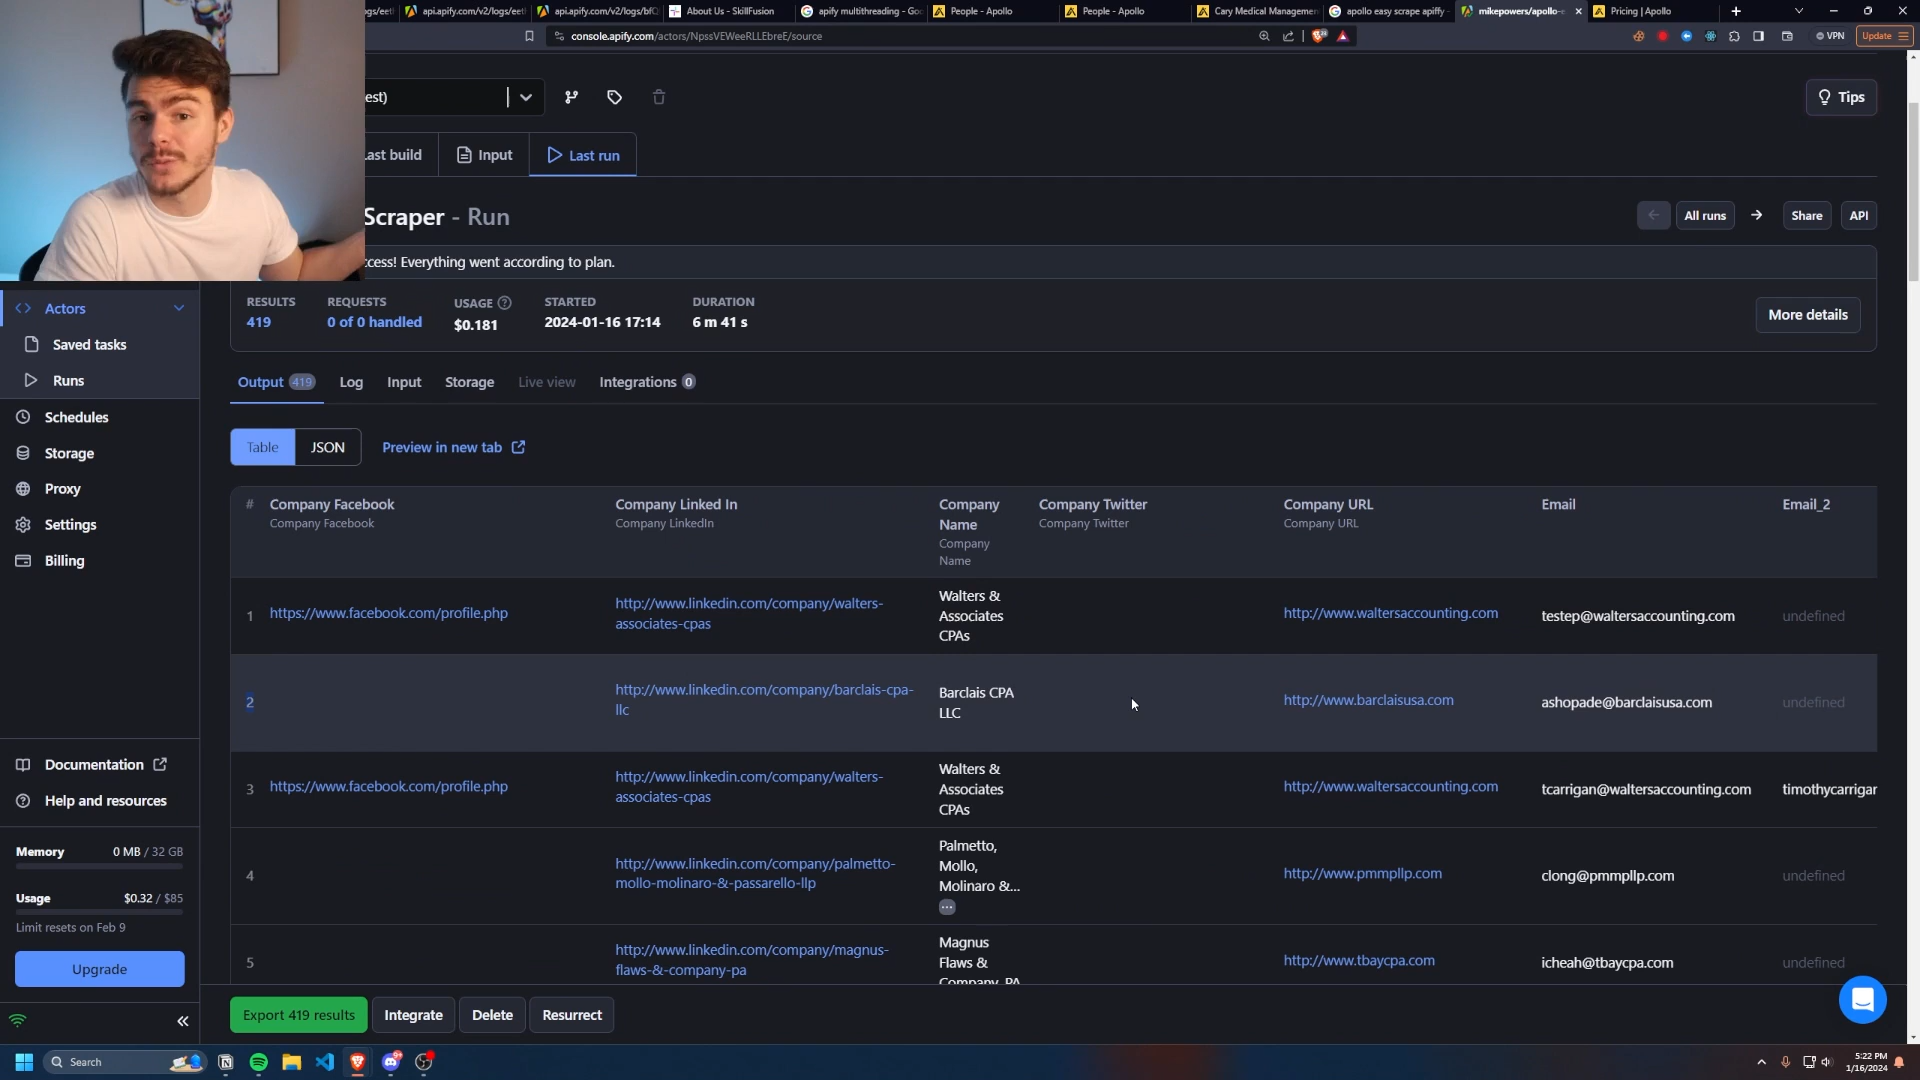 gs/eetl
api.apify.com/v2/logs/eetl
api.apify.com/v2/logs/bfQ
About Us - SkillFusion
apify multithreading - Goo
People - Apollo
People - Apollo
Cary Medical Managemen
apollo easy scrape apiffy -
mikepowers/apollo-
Pricing | Apollo
console.apify.com/actors/NpssVEWeeRLLEbreE/source
VPN
Update
est)
Tips
Last build
Input
Last run
Scraper - Run
All runs
Share
API
ccess! Everything went according to plan.
RESULTS
419
REQUESTS
0 of 0 handled
USAGE
$0.181
STARTED
2024-01-16 17:14
DURATION
6 m 41 s
More details
Actors
Saved tasks
Runs
Schedules
Storage
Proxy
Settings
Billing
Documentation
Help and resources
Memory 0 MB / 32 GB
Usage $0.32 / $85
Limit resets on Feb 9
Upgrade
Output 419
Log
Input
Storage
Live view
Integrations 0
Table
JSON
Preview in new tab
#
Company Facebook
Company Facebook
Company Linked In
Company LinkedIn
Company
Name
Company
Name
Company Twitter
Company Twitter
Company URL
Company URL
Email
Email_2
1
https://www.facebook.com/profile.php
http://www.linkedin.com/company/walters-
associates-cpas
Walters &
Associates
CPAs
http://www.waltersaccounting.com
testep@waltersaccounting.com
undefined
2
http://www.linkedin.com/company/barclais-cpa-
llc
Barclais CPA
LLC
http://www.barclaisusa.com
ashopade@barclaisusa.com
undefined
3
https://www.facebook.com/profile.php
http://www.linkedin.com/company/walters-
associates-cpas
Walters &
Associates
CPAs
http://www.waltersaccounting.com
tcarrigan@waltersaccounting.com
timothycarrigar
4
http://www.linkedin.com/company/palmetto-
mollo-molinaro-&-passarello-llp
Palmetto,
Mollo,
Molinaro &...
http://www.pmmpllp.com
clong@pmmpllp.com
undefined
5
http://www.linkedin.com/company/magnus-
flaws-&-company-pa
Magnus
Flaws &
Company, PA
http://www.tbaycpa.com
icheah@tbaycpa.com
undefined
Export 419 results
Integrate
Delete
Resurrect
Search
5:22 PM
1/16/2024